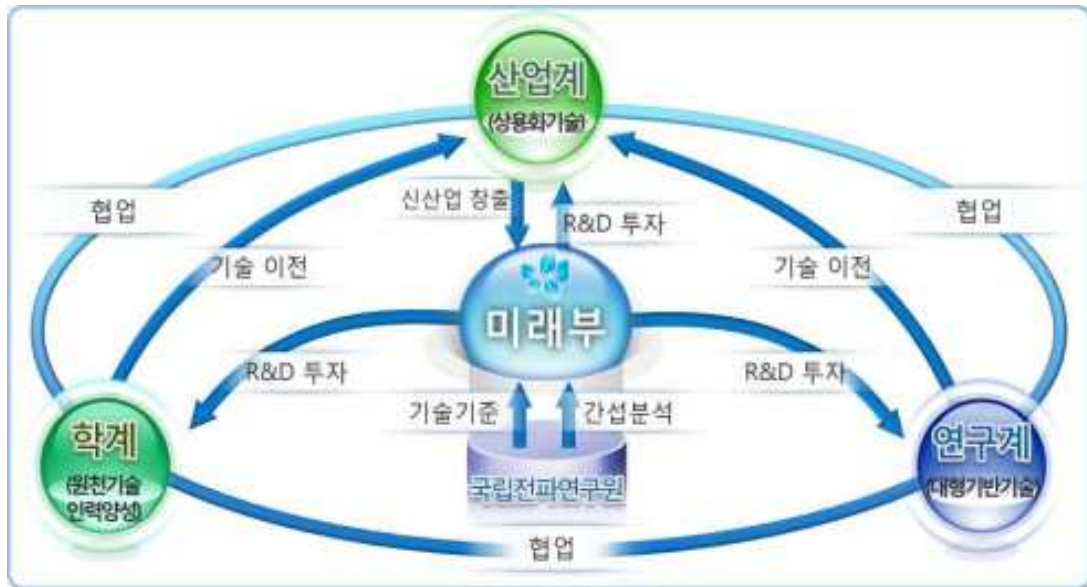 산업계
(상용화기술)
협업
신산업 창출
R&D 투자
협업
기술 이전
기술 이전
미래부
R&D 투자
R&D 투자
기술기준
간섭분석
학계
(원천기술
인력양성)
국립전파연구원
연구계
(대형기반기술)
협업